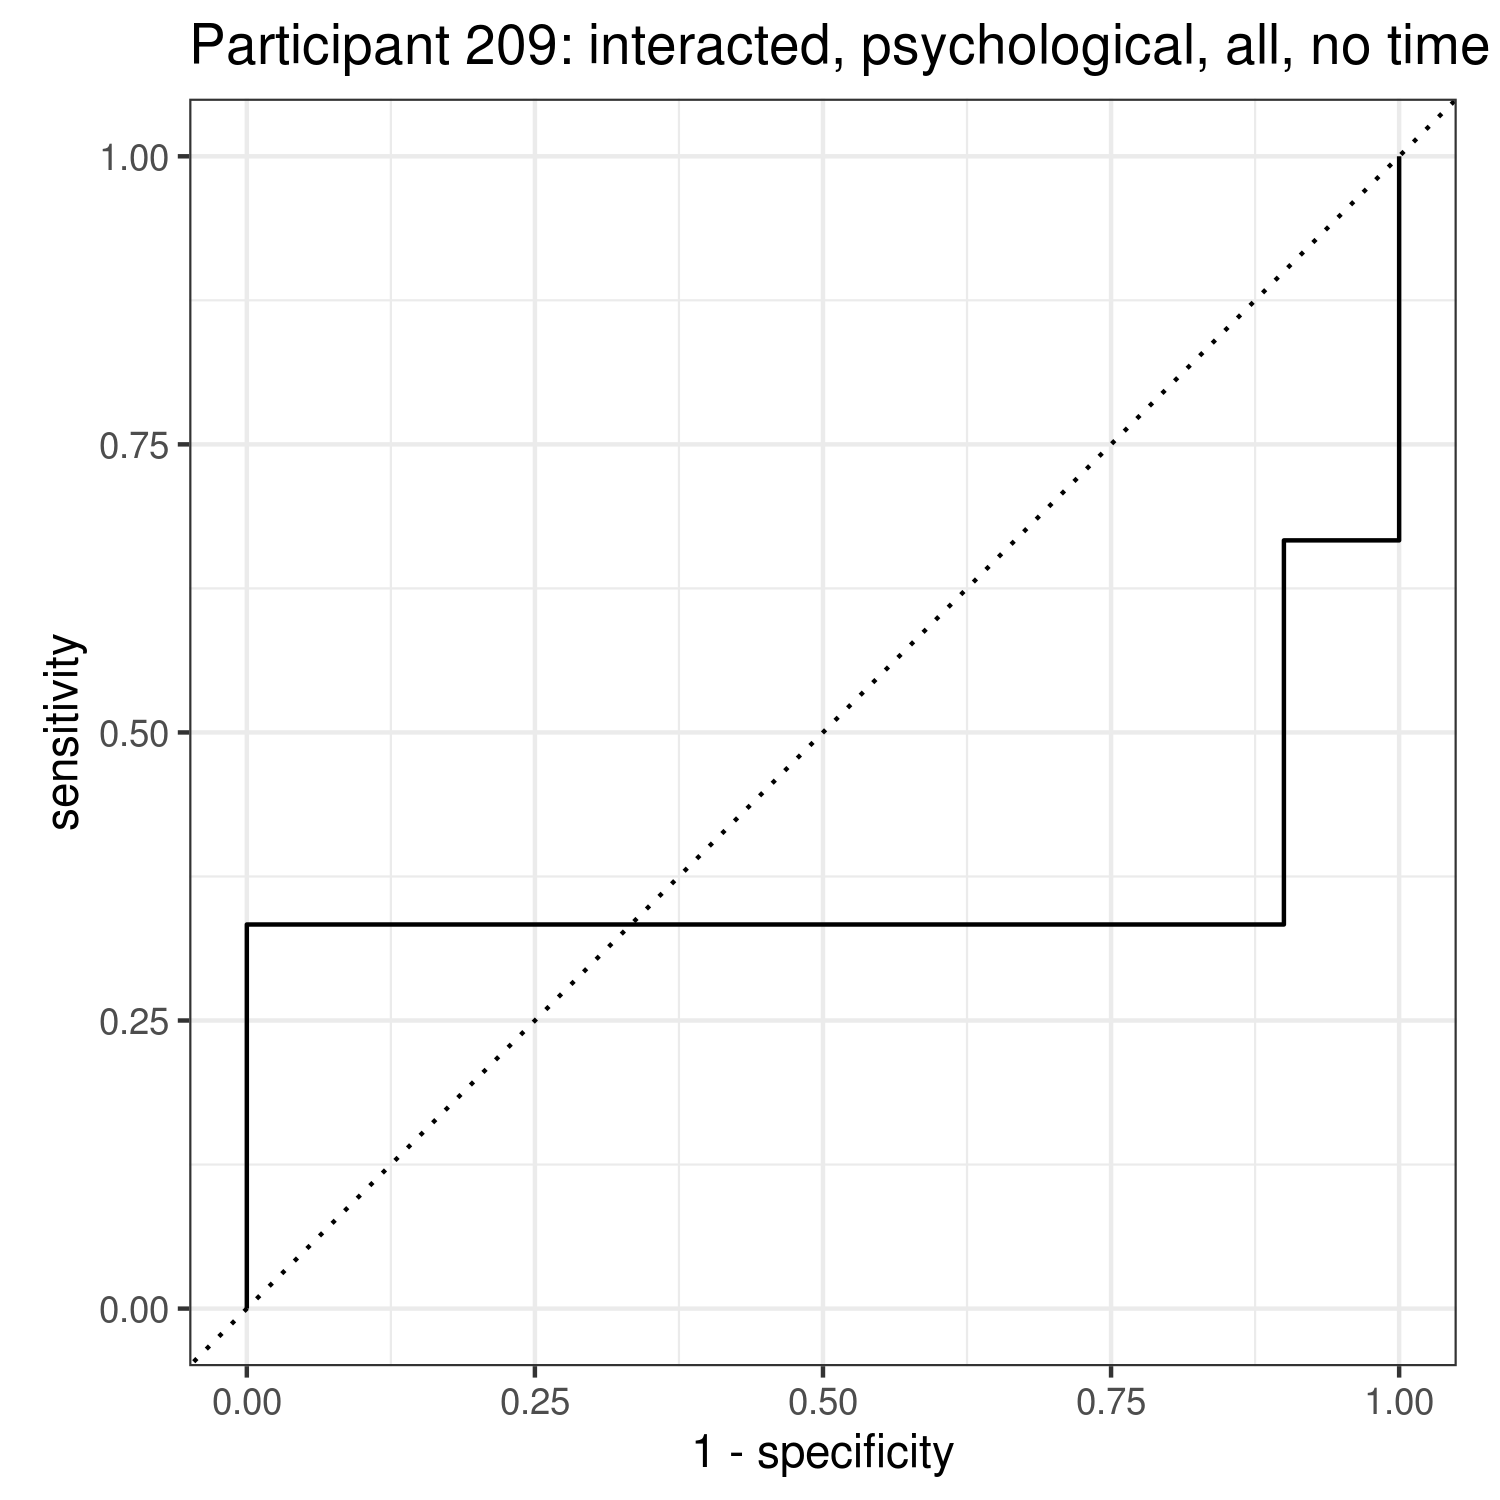 Participant 209: interacted, psychological, all, no time
1.00
0.75
0.50
0.25
0.00
sensitivity
0.00 0.25 0.50 0.75 1.00
1 - specificity